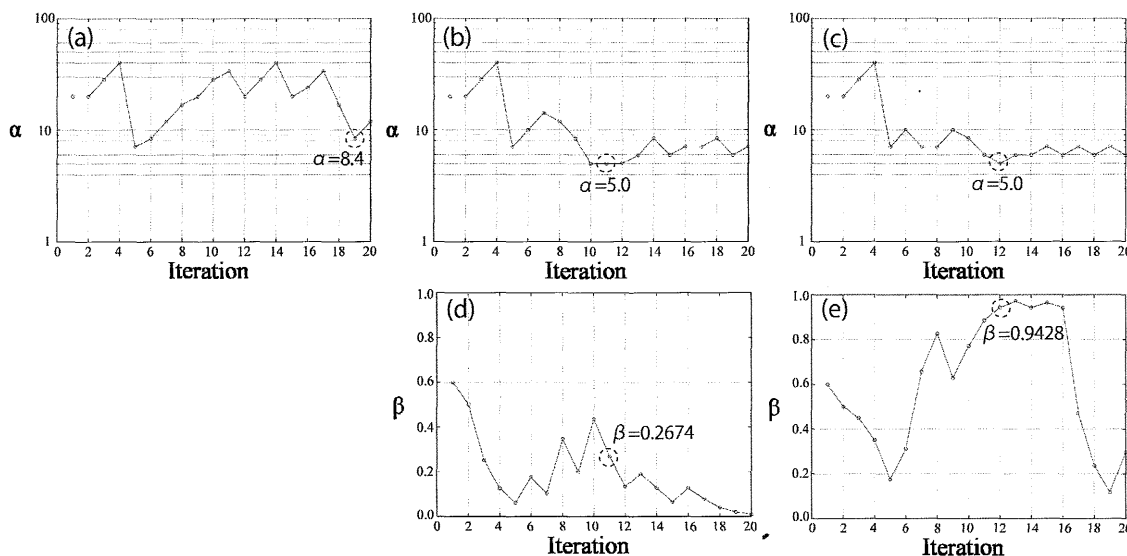 (a)
100
10
1
α
α=8.4
0 2 4 6 8 10 12 14 16 18 20
Iteration
(b)
100
10
1
α
α=5.0
0 2 4 6 8 10 12 14 16 18 20
Iteration
(c)
100
10
1
α
α=5.0
0 2 4 6 8 10 12 14 16 18 20
Iteration
(d)
1.0
0.8
0.6
0.4
0.2
0.0
β
β=0.2674
0 2 4 6 8 10 12 14 16 18 20
Iteration
(e)
1.0
0.8
0.6
0.4
0.2
0.0
β
β=0.9428
0 2 4 6 8 10 12 14 16 18 20
Iteration